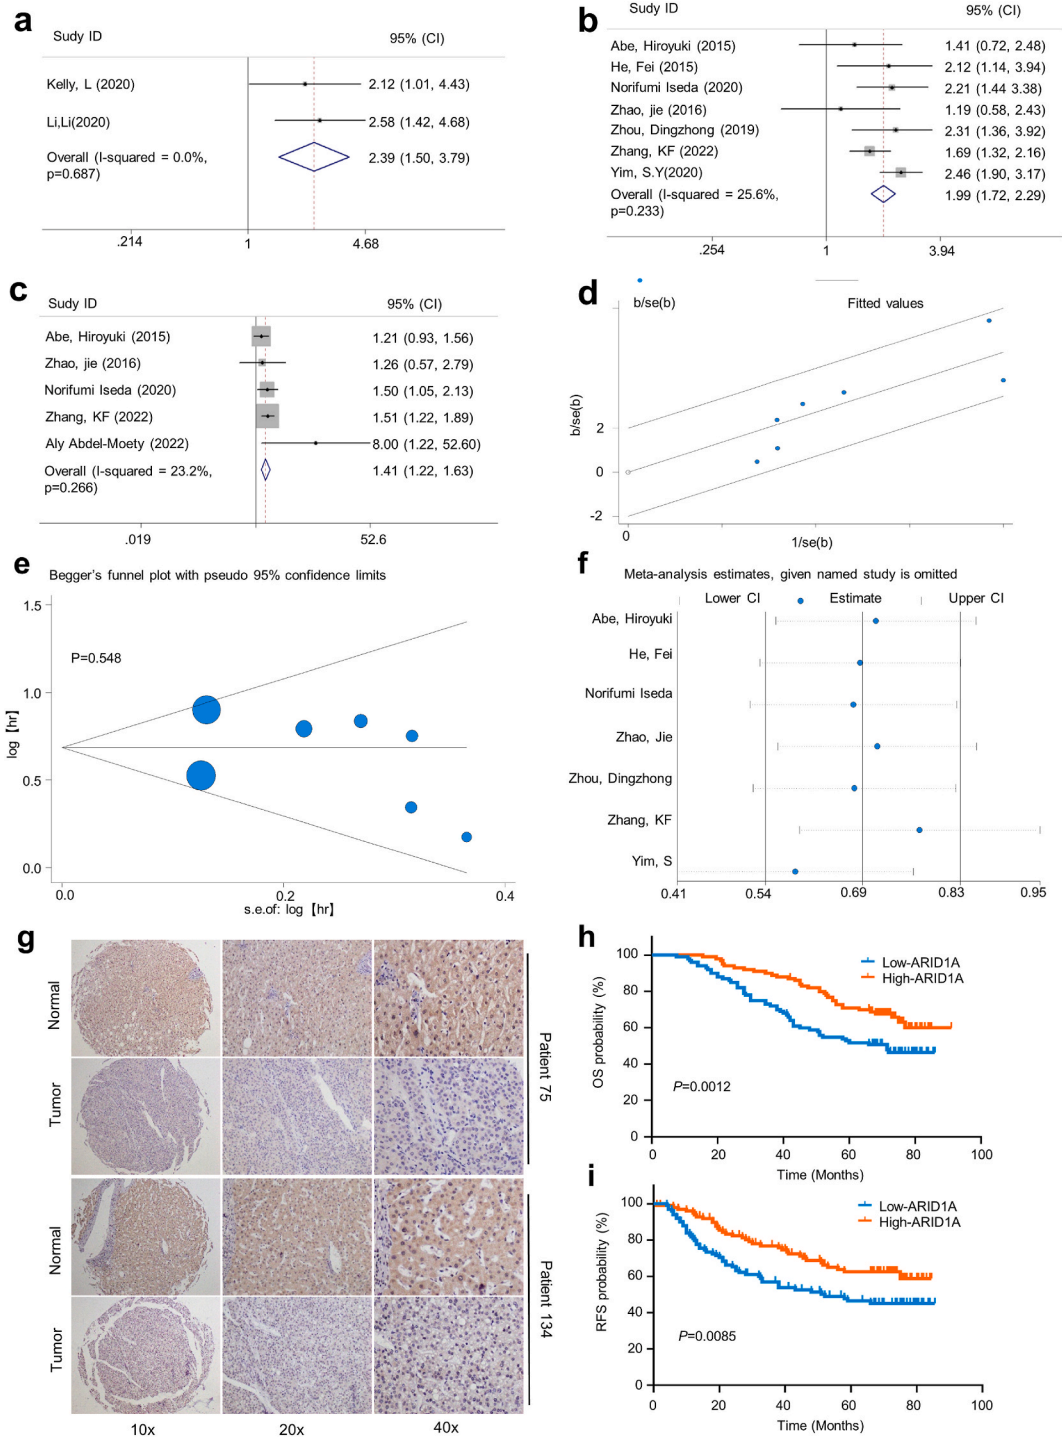 a
Sudy ID
95% (CI)
Kelly, L (2020)
2.12 (1.01, 4.43)
Li,Li(2020)
2.58 (1.42, 4.68)
Overall (I-squared = 0.0%,
p=0.687)
2.39 (1.50, 3.79)
.214
1
4.68
b
Sudy ID
95% (CI)
Abe, Hiroyuki (2015)
1.41 (0.72, 2.48)
He, Fei (2015)
2.12 (1.14, 3.94)
Norifumi Iseda (2020)
2.21 (1.44 3.38)
Zhao, jie (2016)
1.19 (0.58, 2.43)
Zhou, Dingzhong (2019)
2.31 (1.36, 3.92)
Zhang, KF (2022)
1.69 (1.32, 2.16)
Yim, S.Y(2020)
2.46 (1.90, 3.17)
Overall (I-squared = 25.6%,
p=0.233)
1.99 (1.72, 2.29)
.254
1
3.94
c
Sudy ID
95% (CI)
Abe, Hiroyuki (2015)
1.21 (0.93, 1.56)
Zhao, jie (2016)
1.26 (0.57, 2.79)
Norifumi Iseda (2020)
1.50 (1.05, 2.13)
Zhang, KF (2022)
1.51 (1.22, 1.89)
Aly Abdel-Moety (2022)
8.00 (1.22, 52.60)
Overall (I-squared = 23.2%,
p=0.266)
1.41 (1.22, 1.63)
.019
52.6
d
b/se(b)
Fitted values
b/se(b)
2
0
-2
0
1/se(b)
e
Begger's funnel plot with pseudo 95% confidence limits
P=0.548
log【hr】
1.5
1.0
0.5
0.0
0.0
0.2
0.4
s.e.of: log【hr】
f
Meta-analysis estimates, given named study is omitted
Lower CI
Estimate
Upper CI
Abe, Hiroyuki
He, Fei
Norifumi Iseda
Zhao, Jie
Zhou, Dingzhong
Zhang, KF
Yim, S
0.41
0.54
0.69
0.83
0.95
g
Normal
Tumor
Patient 75
Normal
Tumor
Patient 134
10x
20x
40x
h
OS probability (%)
100
80
60
40
20
0
Low-ARID1A
High-ARID1A
P=0.0012
0
20
40
60
80
100
Time (Months)
i
RFS probability (%)
100
80
60
40
20
0
Low-ARID1A
High-ARID1A
P=0.0085
0
20
40
60
80
100
Time (Months)